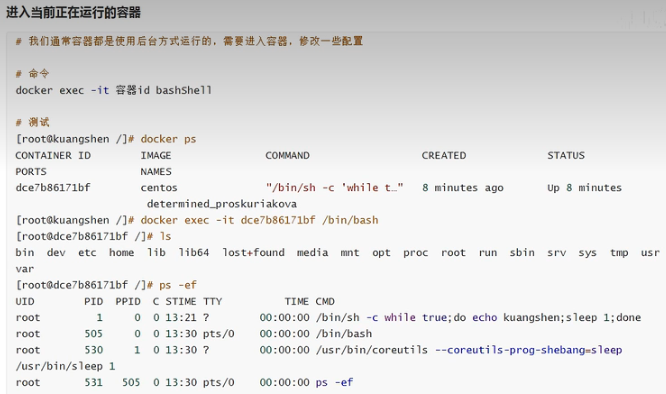 进入当前正在运行的容器
# 我们通常容器都是使用后台方式运行的，需要进入容器，修改一些配置
# 命令
docker exec -it 容器id bashShell
# 测试
[root@kuangshen /]# docker ps
CONTAINER ID IMAGE COMMAND CREATED STATUS
PORTS NAMES
dce7b86171bf centos "/bin/sh -c 'while t…" 8 minutes ago Up 8 minutes
determined_proskuriakova
[root@kuangshen /]# docker exec -it dce7b86171bf /bin/bash
[root@dce7b86171bf /]# ls
bin dev etc home lib lib64 lost+found media mnt opt proc root run sbin srv sys tmp usr
var
[root@dce7b86171bf /]# ps -ef
UID PID PPID C STIME TTY TIME CMD
root 1 0 0 13:21 ? 00:00:00 /bin/sh -c while true;do echo kuangshen;sleep 1;done
root 505 0 0 13:30 pts/0 00:00:00 /bin/bash
root 530 1 0 13:30 ? 00:00:00 /usr/bin/coreutils --coreutils-prog-shebang=sleep
/usr/bin/sleep 1
root 531 505 0 13:30 pts/0 00:00:00 ps -ef